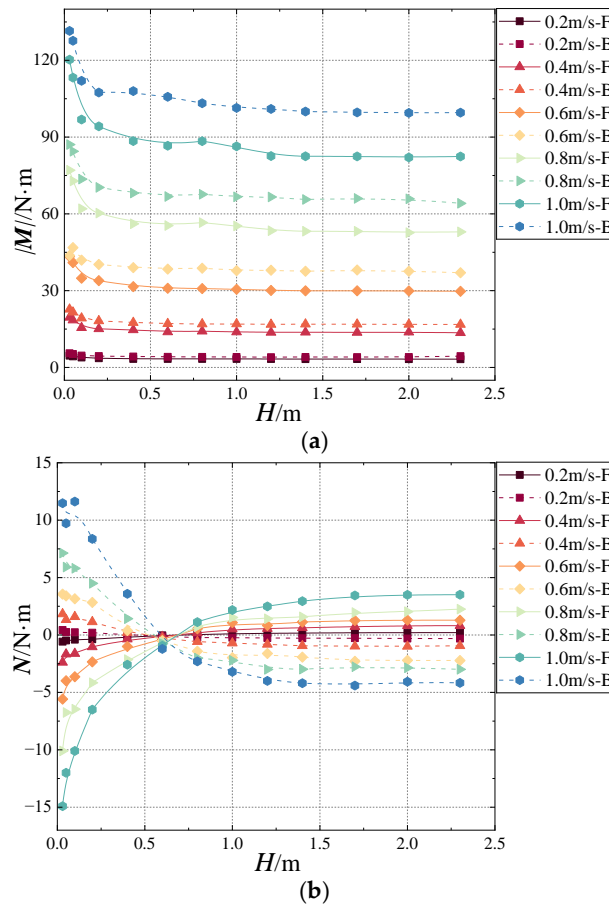 120
90
60
30
0
0.0 0.5 1.0 1.5 2.0 2.5
|M|/N·m
H/m
0.2m/s-F
0.2m/s-B
0.4m/s-F
0.4m/s-B
0.6m/s-F
0.6m/s-B
0.8m/s-F
0.8m/s-B
1.0m/s-F
1.0m/s-B
(a)
15
10
5
0
−5
−10
−15
0.0 0.5 1.0 1.5 2.0 2.5
N/N·m
H/m
0.2m/s-F
0.2m/s-B
0.4m/s-F
0.4m/s-B
0.6m/s-F
0.6m/s-B
0.8m/s-F
0.8m/s-B
1.0m/s-F
1.0m/s-B
(b)